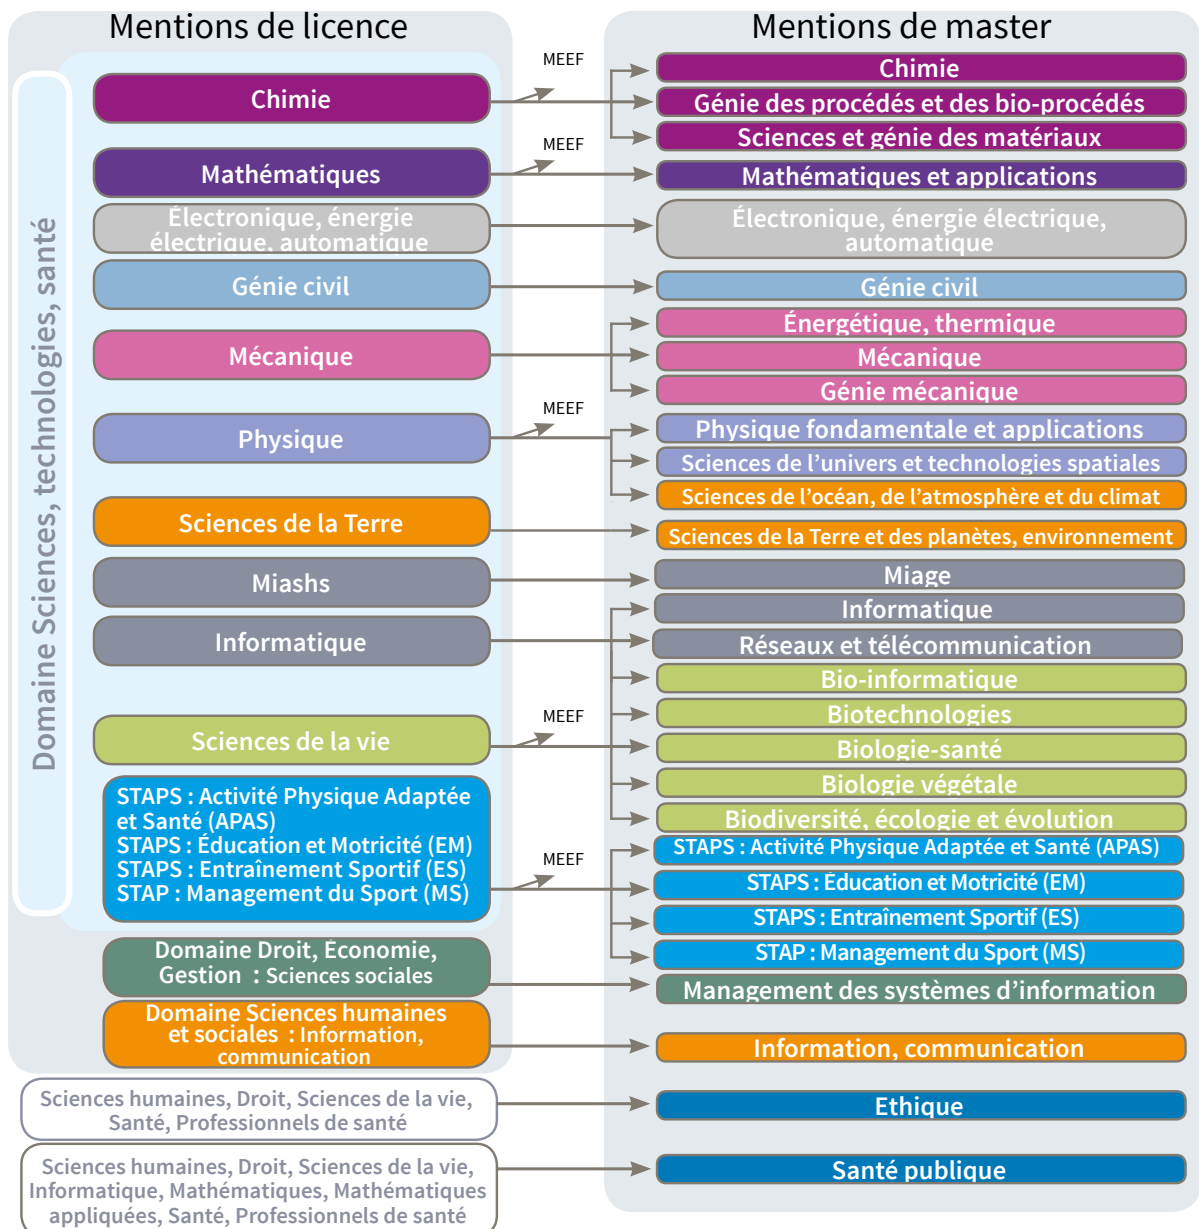 Mentions de licence
Mentions de master
Domaine Sciences, technologies, santé
Chimie
MEEF
Chimie
Génie des procédés et des bio-procédés
Sciences et génie des matériaux
Mathématiques
MEEF
Mathématiques et applications
Électronique, énergie
électrique, automatique
Électronique, énergie électrique,
automatique
Génie civil
Génie civil
Mécanique
Énergétique, thermique
Mécanique
Génie mécanique
Physique
MEEF
Physique fondamentale et applications
Sciences de l'univers et technologies spatiales
Sciences de l'océan, de l'atmosphère et du climat
Sciences de la Terre
Sciences de la Terre et des planètes, environnement
Miashs
Miage
Informatique
Informatique
Réseaux et télécommunication
Bio-informatique
Sciences de la vie
MEEF
Biotechnologies
Biologie-santé
Biologie végétale
Biodiversité, écologie et évolution
STAPS : Activité Physique Adaptée
et Santé (APAS)
STAPS : Éducation et Motricité (EM)
STAPS : Entraînement Sportif (ES)
STAP : Management du Sport (MS)
MEEF
STAPS : Activité Physique Adaptée et Santé (APAS)
STAPS : Éducation et Motricité (EM)
STAPS : Entraînement Sportif (ES)
STAP : Management du Sport (MS)
Domaine Droit, Économie,
Gestion : Sciences sociales
Management des systèmes d'information
Domaine Sciences humaines
et sociales : Information,
communication
Information, communication
Sciences humaines, Droit, Sciences de la vie,
Santé, Professionnels de santé
Ethique
Sciences humaines, Droit, Sciences de la vie,
Informatique, Mathématiques, Mathématiques
appliquées, Santé, Professionnels de santé
Santé publique